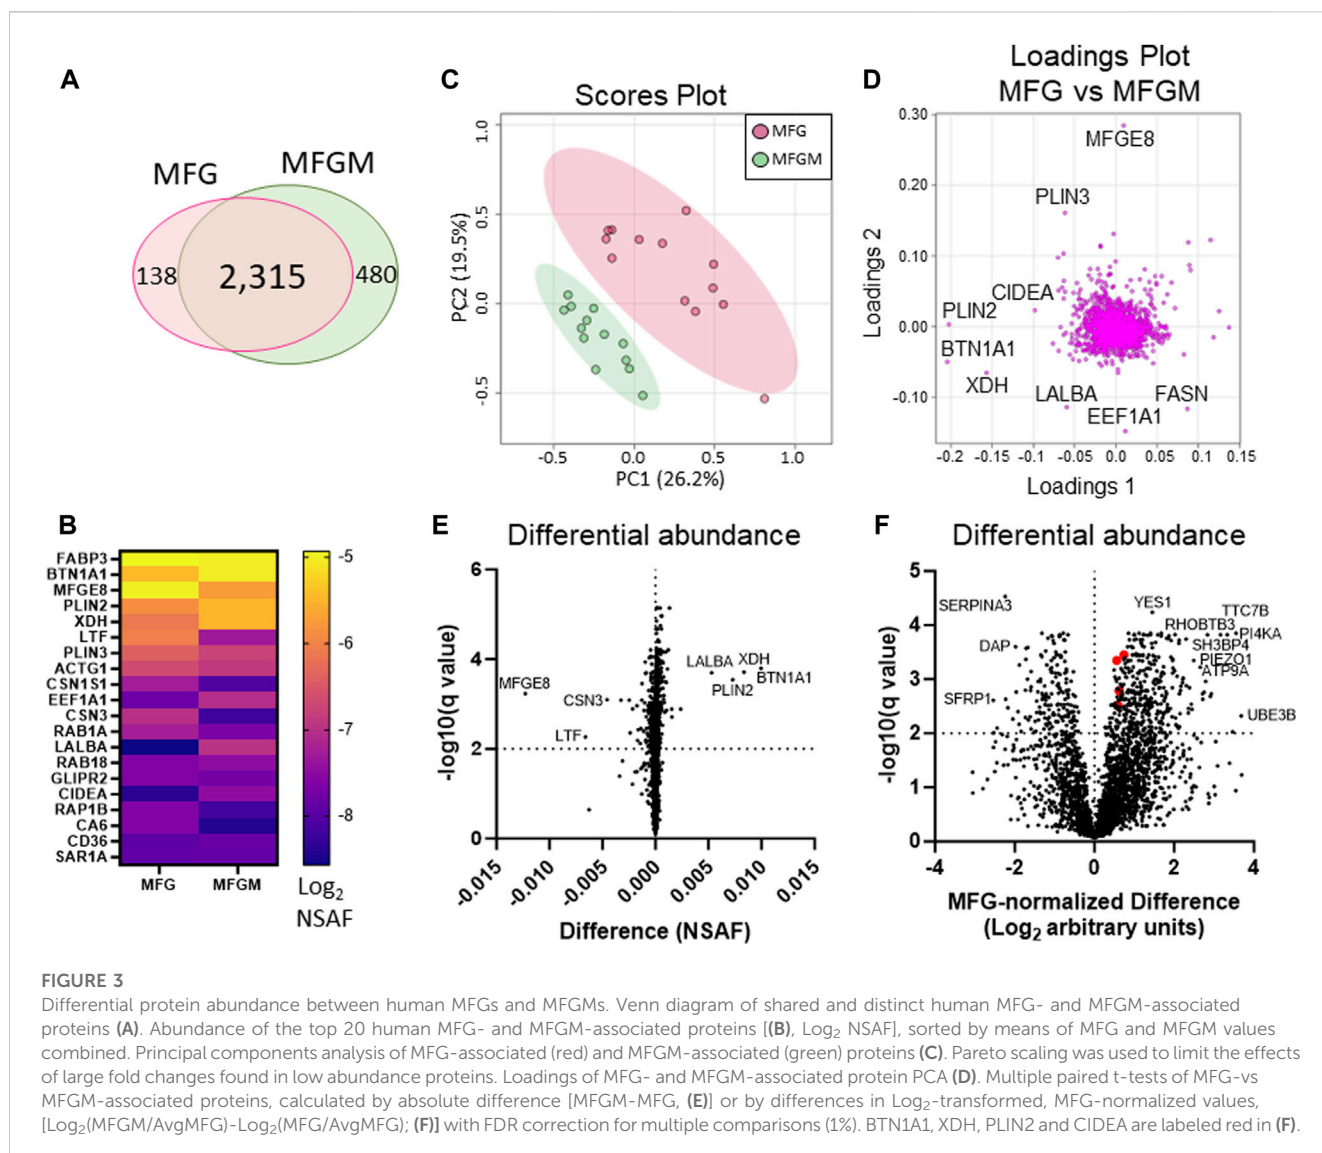 A
MFG
MFGM
138
2,315
480
C
Scores Plot
MFG
MFGM
PC2 (19.5%)
1.0
0.5
0.0
-0.5
-0.5
0.0
0.5
1.0
PC1 (26.2%)
D
Loadings Plot
MFG vs MFGM
Loadings 2
0.30
0.20
0.10
0.00
-0.10
MFGE8
PLIN3
CIDEA
PLIN2
BTN1A1
XDH
LALBA
FASN
EEF1A1
-0.2
-0.15
-0.10
-0.05
0.0
0.05
0.10
0.15
Loadings 1
B
FABP3
BTN1A1
MFGE8
PLIN2
XDH
LTF
PLIN3
ACTG1
CSN1S1
EEF1A1
CSN3
RAB1A
LALBA
RAB18
GLIPR2
CIDEA
RAP1B
CA6
CD36
SAR1A
MFG
MFGM
-5
-6
-7
-8
Log2
NSAF
E
Differential abundance
-log10(q value)
6
4
2
0
MFGE8
CSN3
LTF
LALBA
XDH
BTN1A1
PLIN2
-0.015
-0.010
-0.005
0.000
0.005
0.010
0.015
Difference (NSAF)
F
Differential abundance
-log10(q value)
5
4
3
2
1
0
SERPINA3
DAP
SFRP1
YES1
TTC7B
RHOBTB3
PI4KA
SH3BP4
PIEZO1
ATP9A
UBE3B
-4
-2
0
2
4
MFG-normalized Difference
(Log2 arbitrary units)
FIGURE 3
Differential protein abundance between human MFGs and MFGMs. Venn diagram of shared and distinct human MFG- and MFGM-associated
proteins (A). Abundance of the top 20 human MFG- and MFGM-associated proteins [(B), Log2 NSAF], sorted by means of MFG and MFGM values
combined. Principal components analysis of MFG-associated (red) and MFGM-associated (green) proteins (C). Pareto scaling was used to limit the effects
of large fold changes found in low abundance proteins. Loadings of MFG- and MFGM-associated protein PCA (D). Multiple paired t-tests of MFG-vs
MFGM-associated proteins, calculated by absolute difference [MFGM-MFG, (E)] or by differences in Log2-transformed, MFG-normalized values,
[Log2(MFGM/AvgMFG)-Log2(MFG/AvgMFG); (F)] with FDR correction for multiple comparisons (1%). BTN1A1, XDH, PLIN2 and CIDEA are labeled red in (F).